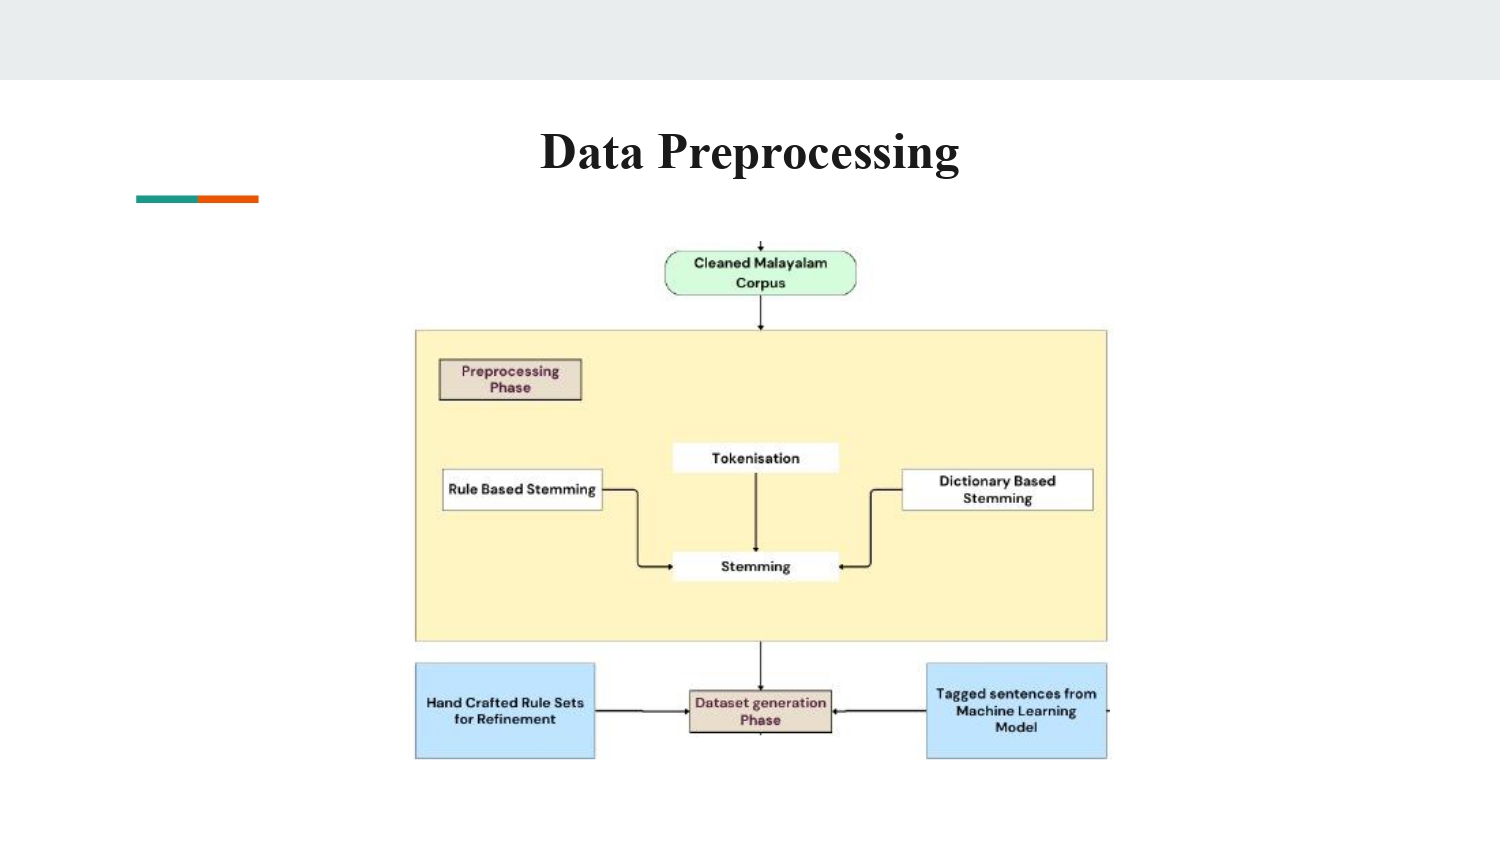 Data Preprocessing
Cleaned Malayalam
Corpus
Preprocessing
Phase
Tokenisation
Rule Based Stemming
Dictionary Based
Stemming
Stemming
Hand Crafted Rule Sets
for Refinement
Dataset generation
Phase
Tagged sentences from
Machine Learning
Model